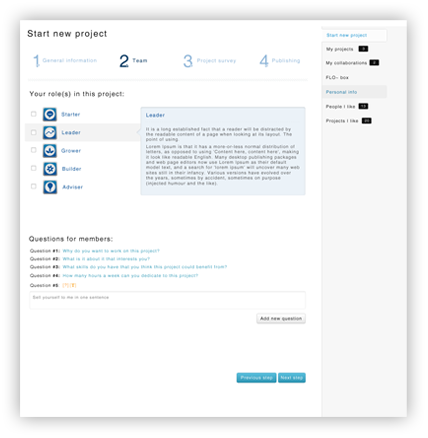 Start new project
1 General information
2 Team
3 Project survey
4 Publishing
Your role(s) in this project:
Starter
Leader
Grower
Builder
Adviser
Leader
It is a long established fact that a reader will be distracted by
the readable content of a page when looking at its layout. The
point of using
Lorem Ipsum is that it has a more-or-less normal distribution of
letters, as opposed to using 'Content here, content here', making
it look like readable English. Many desktop publishing packages
and web page editors now use Lorem Ipsum as their default
model text, and a search for 'lorem ipsum' will uncover many web
sites still in their infancy. Various versions have evolved over
the years, sometimes by accident, sometimes on purpose
(injected humour and the like).
Questions for members:
Question #1: Why do you want to work on this project?
Question #2: What is it about it that interests you?
Question #3: What skills do you have that you think this project could benefit from?
Question #4: How many hours a week can you dedicate to this project?
Question #5:
Sell yourself to me in one sentence
Add new question
Previous step
Next step
Start new project
My projects
My collaborations
FLO- box
Personal info
People I like
Projects I like